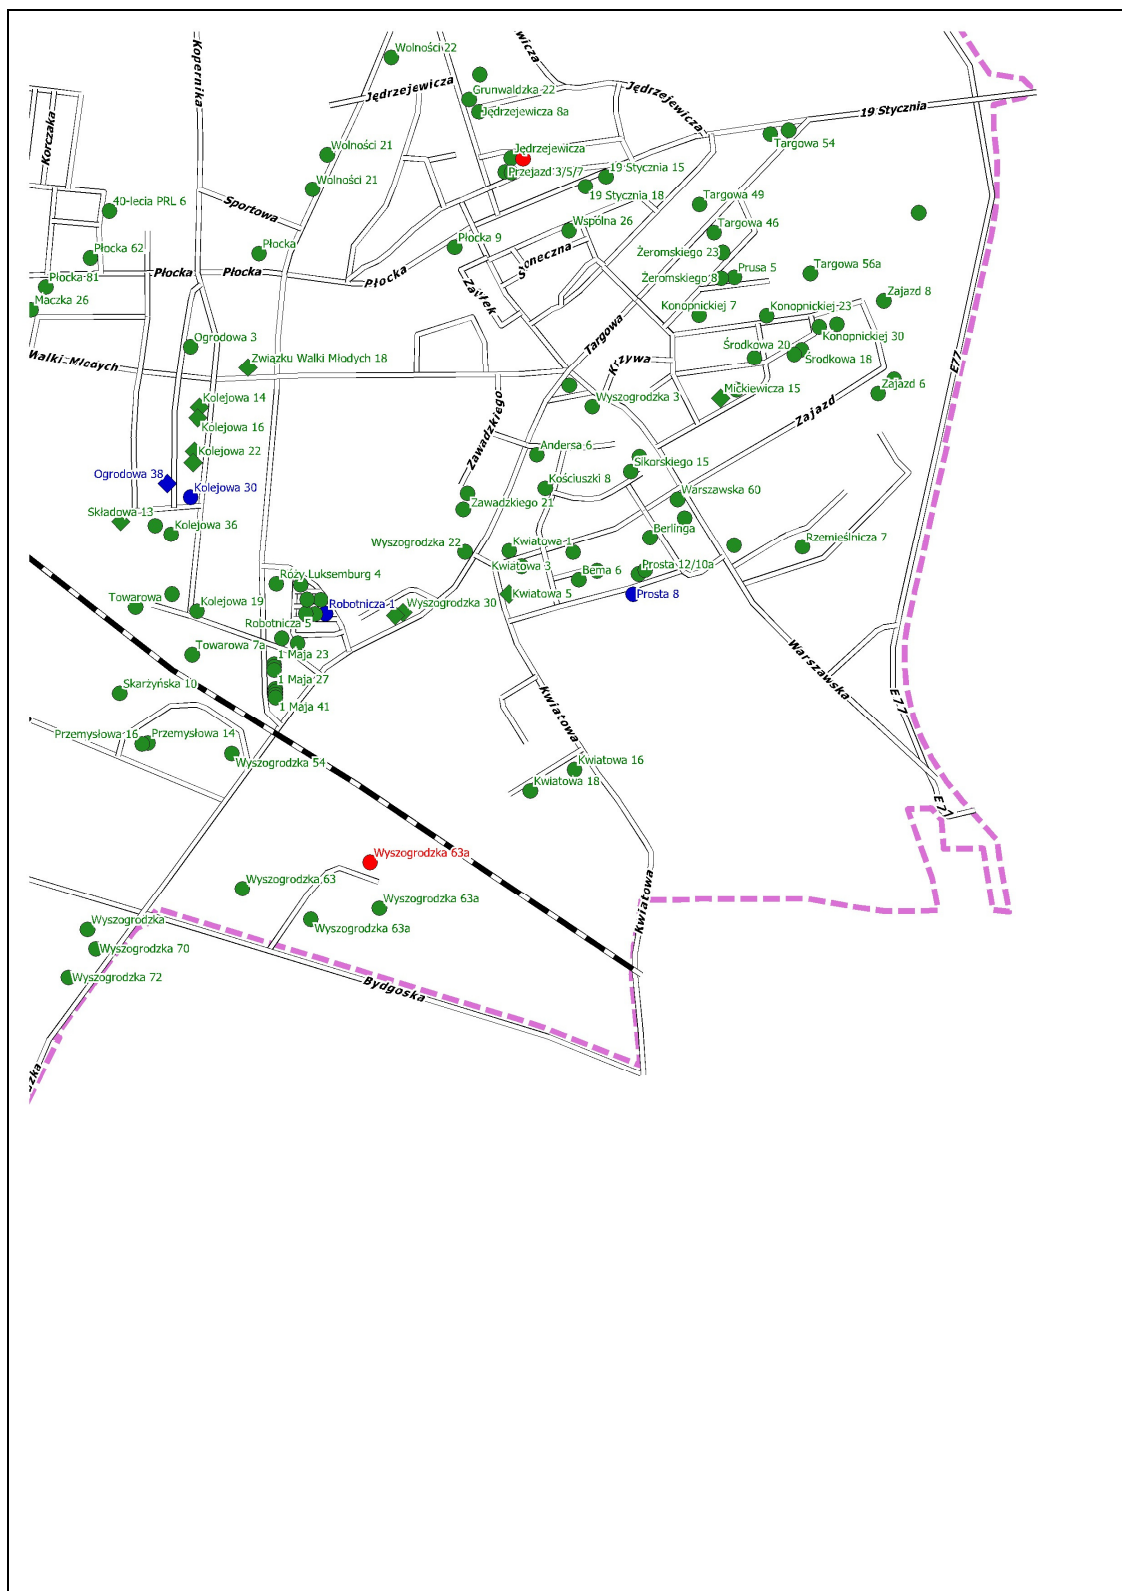 Kopernika
Wolności 22
wicza
Jędrzejewicza
Grunwaldzka 22
Jędrzejewicza 8a
Jędrzejewicza
19 Stycznia
Targowa 54
Korczaka
Wolności 21
Jędrzejewicza
Przejazd 3/5/7
19 Stycznia 15
Wolności 21
19 Stycznia 18
Targowa 49
40-lecia PRL 6
Sportowa
Wspólna 26
Targowa 46
Płocka 62
Płocka
Płocka 9
Słoneczna
Żeromskiego 23
Płocka
Płocka
Płocka
Żeromskiego 8
Prusa 5
Targowa 56a
Płocka 81
Maczka 26
Zaułek
Zajazd 8
Konopnickiej 7
Konopnickiej 23
Konopnickiej 30
Ogrodowa 3
Targowa
Środkowa 20
Środkowa 18
Walki Młodych
Związku Walki Młodych 18
Krzywa
E77
Mickiewicza 15
Zajazd 6
Kolejowa 14
Wyszogrodzka 3
Zajazd
Kolejowa 16
Zawadzkiego
Andersa 6
Kolejowa 22
Sikorskiego 15
Ogrodowa 38
Kolejowa 30
Kościuszki 8
Warszawska 60
Zawadzkiego 21
Składowa 13
Kolejowa 36
Berlinga
Rzemieślnicza 7
Wyszogrodzka 22
Kwiatowa 1
Kwiatowa 3
Bema 6
Prosta 12/10a
Róży Luksemburg 4
Kwiatowa 5
Prosta 8
Towarowa
Kolejowa 19
Robotnicza 1
Wyszogrodzka 30
Robotnicza 5
Towarowa 7a
1 Maja 23
Warszawska
1 Maja 27
Skarżyńska 10
1 Maja 41
E 7.7
Kwiatowa
Przemysłowa 16
Przemysłowa 14
Wyszogrodzka 54
Kwiatowa 16
Kwiatowa 18
E 77
Wyszogrodzka 63a
Wyszogrodzka 63
Wyszogrodzka 63a
Kwiatowa
Wyszogrodzka
Wyszogrodzka 63a
Wyszogrodzka 70
Wyszogrodzka 72
Bydgoska
dzka